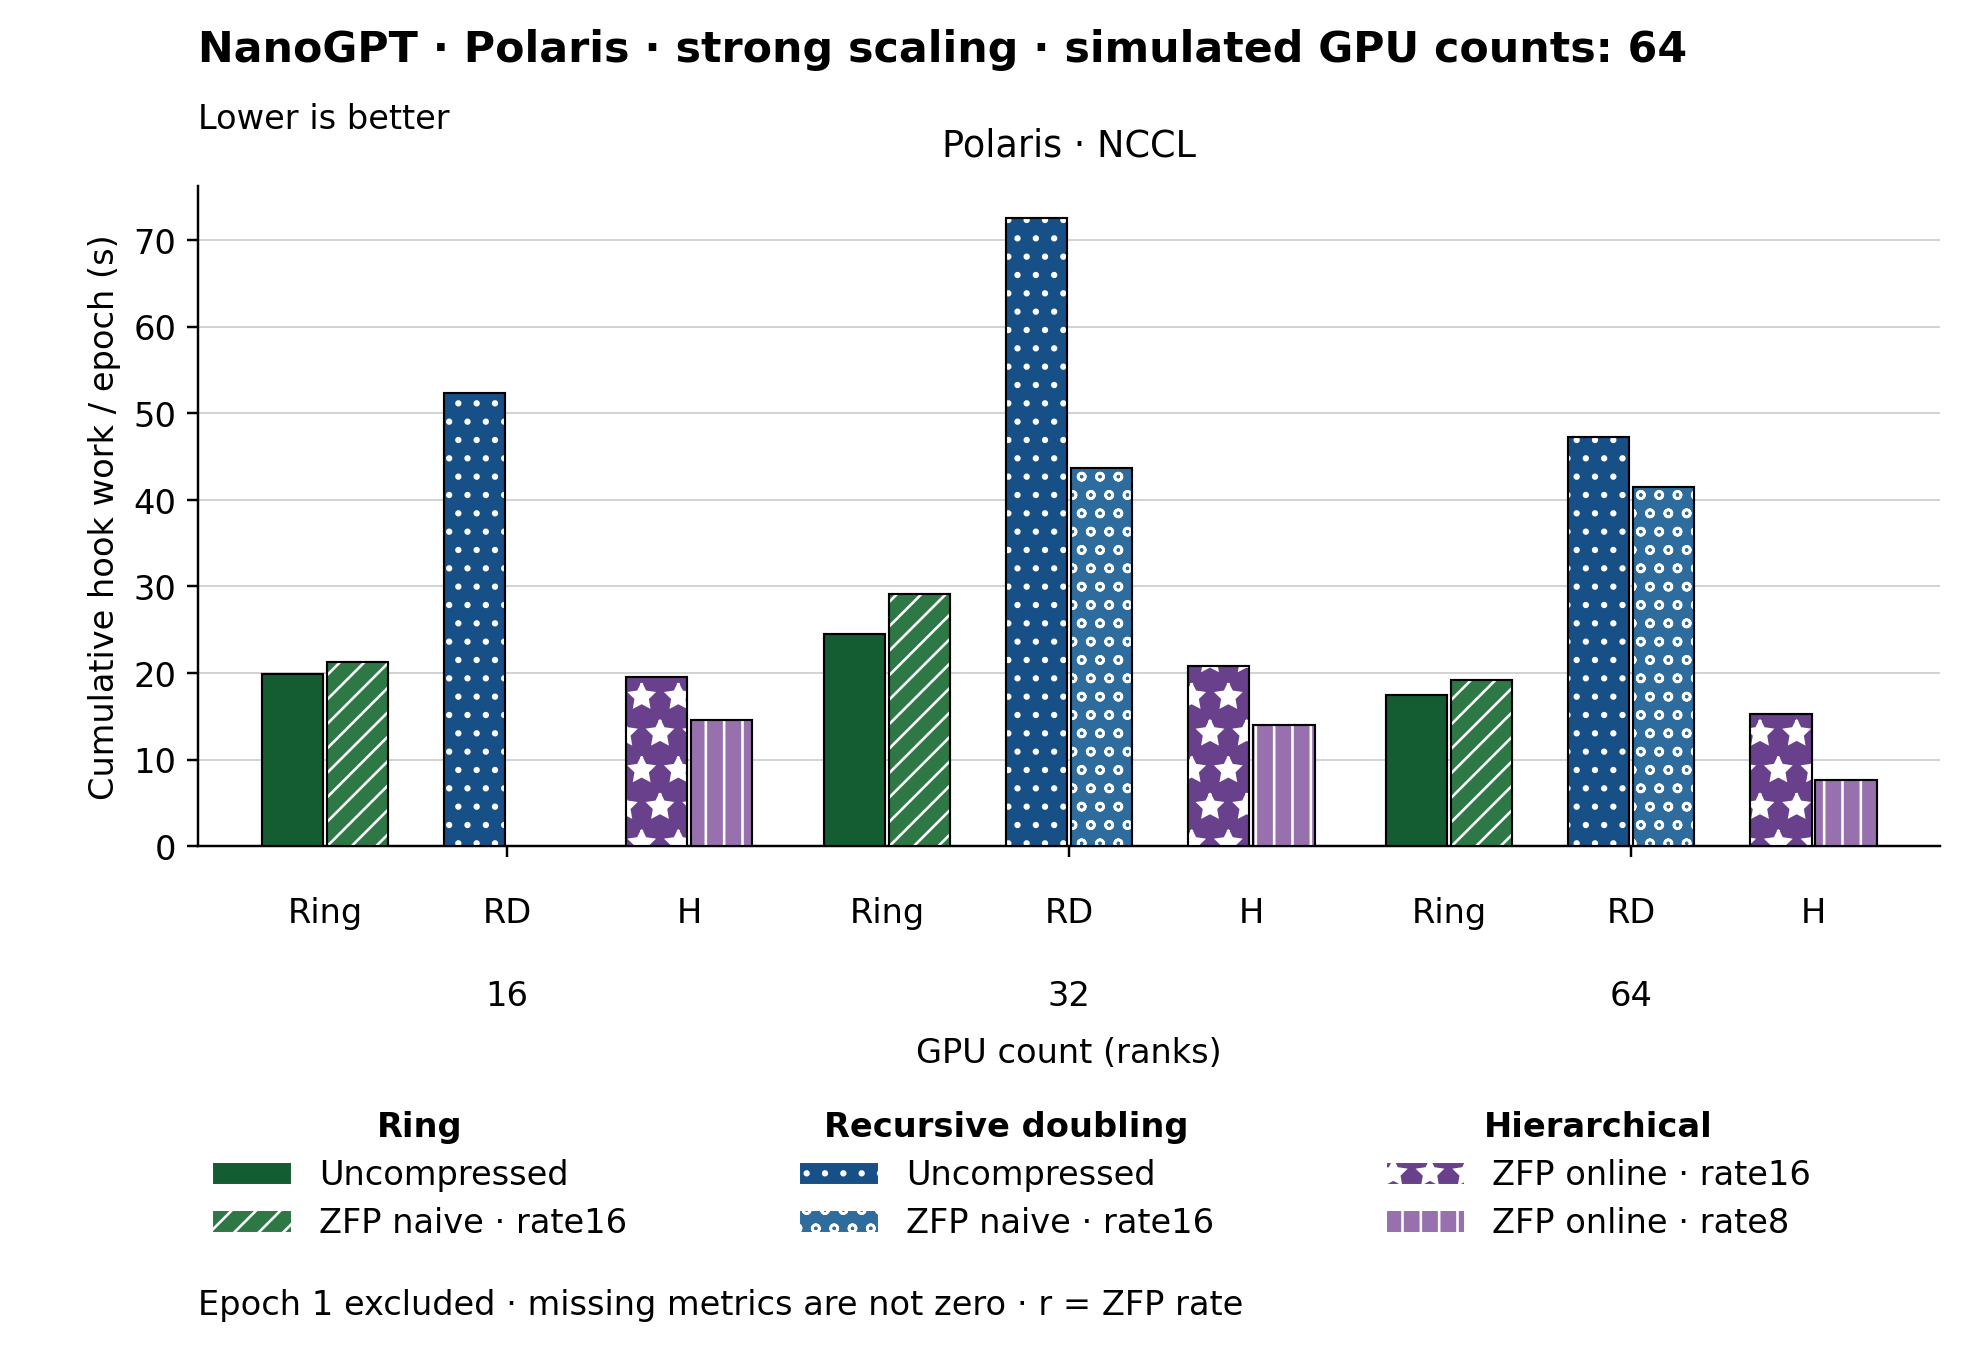 NanoGPT · Polaris · strong scaling · simulated GPU counts: 64
Lower is better
Polaris · NCCL
Cumulative hook work / epoch (s)
70
60
50
40
30
20
10
0
Ring RD H Ring RD H Ring RD H
16 32 64
GPU count (ranks)
Ring Recursive doubling Hierarchical
Uncompressed Uncompressed ZFP online · rate16
ZFP naive · rate16 ZFP naive · rate16 ZFP online · rate8
Epoch 1 excluded · missing metrics are not zero · r = ZFP rate